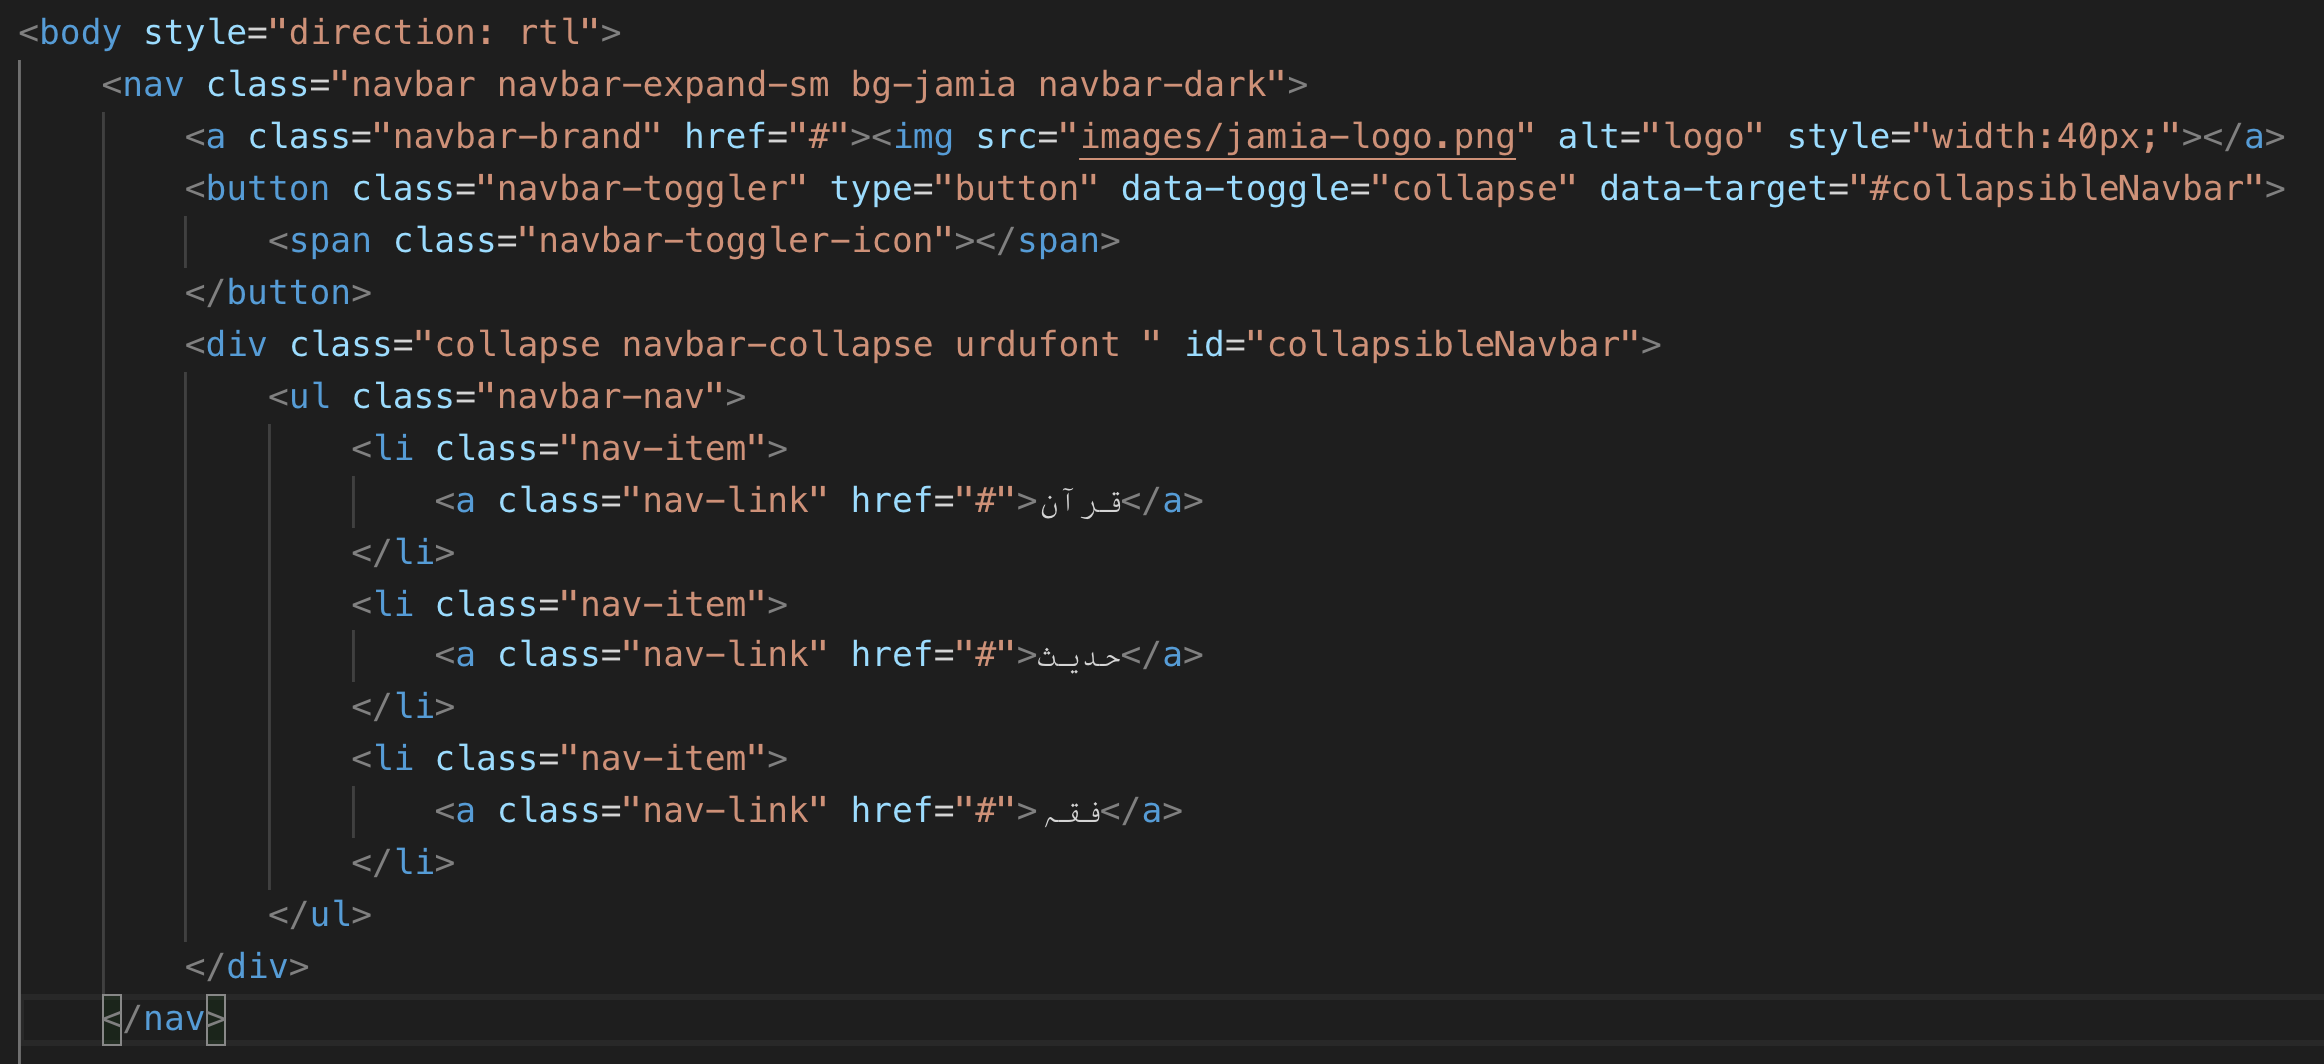 <body style="direction: rtl">
<nav class="navbar navbar-expand-sm bg-jamia navbar-dark">
<a class="navbar-brand" href="#"><img src="images/jamia-logo.png" alt="logo" style="width:40px;"></a>
<button class="navbar-toggler" type="button" data-toggle="collapse" data-target="#collapsibleNavbar">
<span class="navbar-toggler-icon"></span>
</button>
<div class="collapse navbar-collapse urdufont " id="collapsibleNavbar">
<ul class="navbar-nav">
<li class="nav-item">
<a class="nav-link" href="#">قرآن</a>
</li>
<li class="nav-item">
<a class="nav-link" href="#">حدیث</a>
</li>
<li class="nav-item">
<a class="nav-link" href="#">فقہ</a>
</li>
</ul>
</div>
</nav>